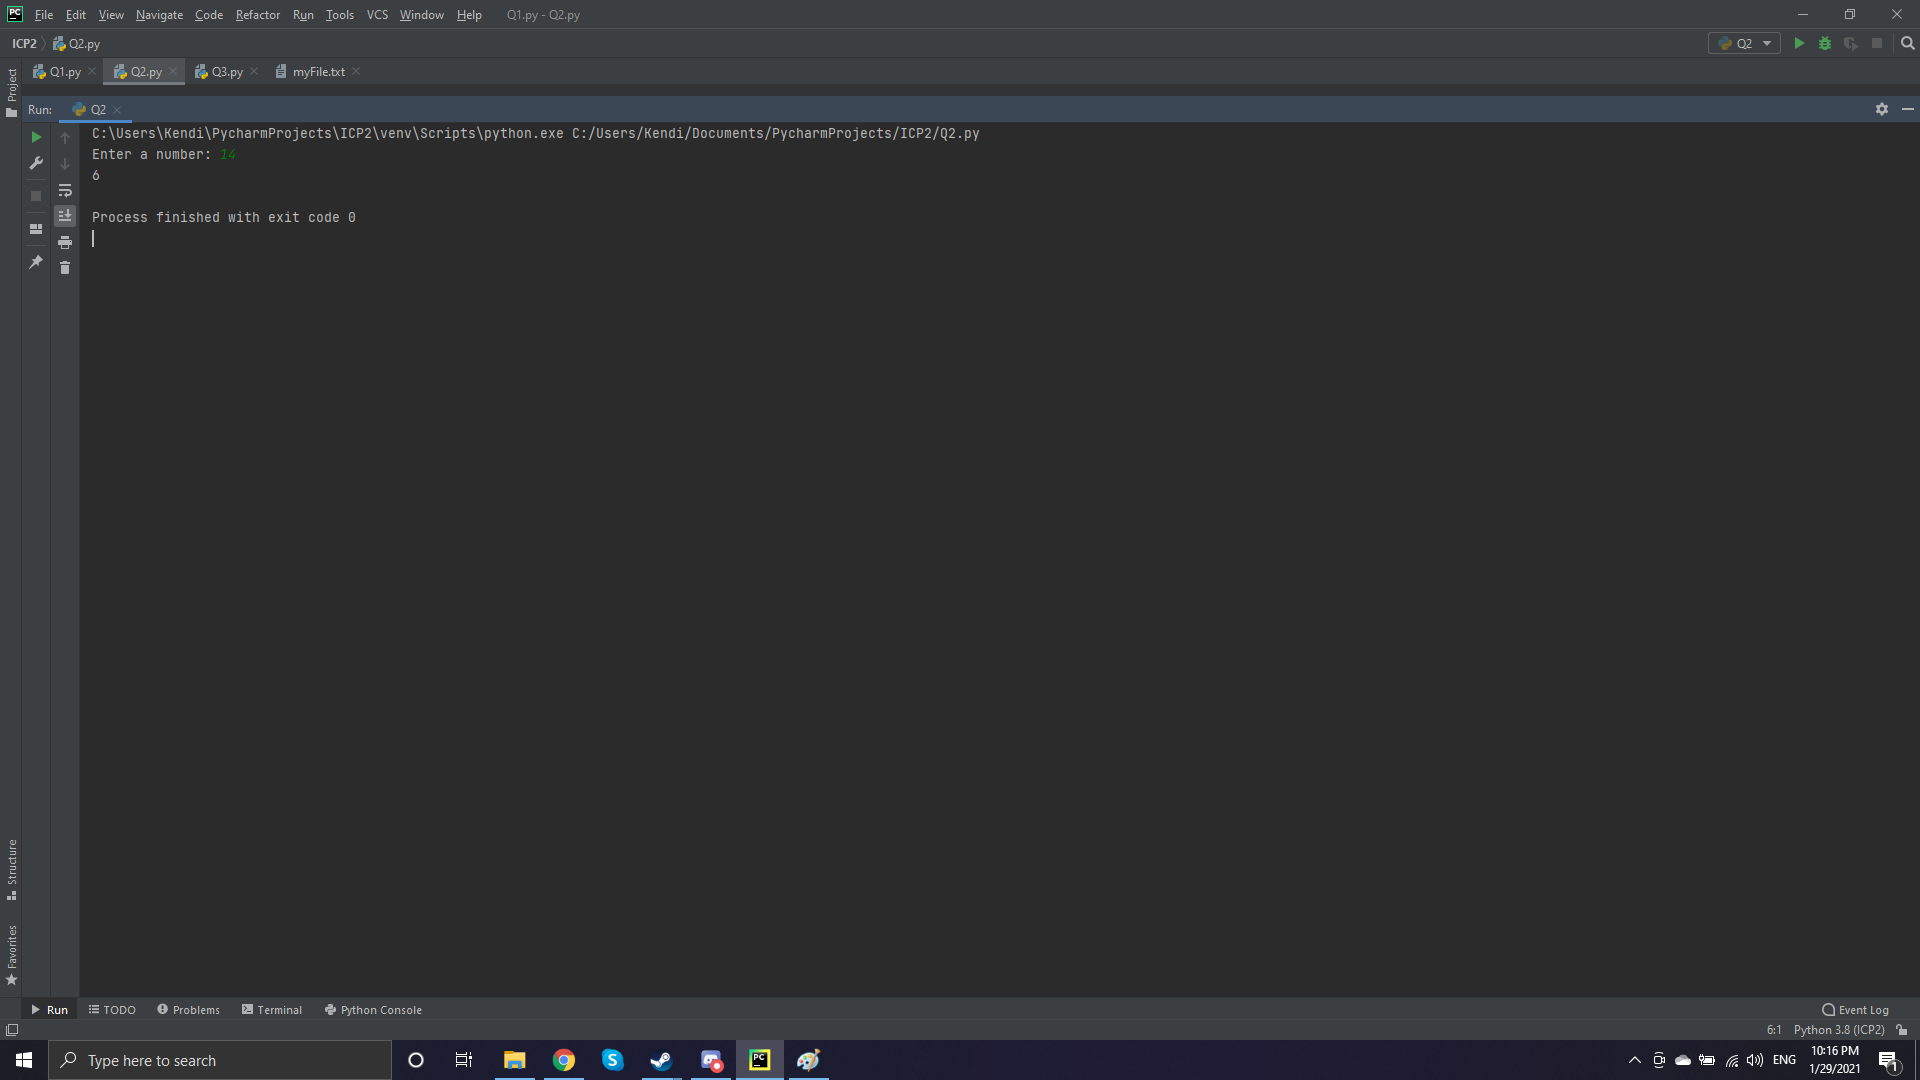 File Edit View Navigate Code Refactor Run Tools VCS Window Help Q1.py - Q2.py
ICP2 Q2.py Q2
Q1.py Q2.py Q3.py myFile.txt
Project
Run: Q2
C:\Users\Kendi\PycharmProjects\ICP2\venv\Scripts\python.exe C:/Users/Kendi/Documents/PycharmProjects/ICP2/Q2.py
Enter a number: 14
6
Process finished with exit code 0
Structure
Favorites
Run TODO Problems Terminal Python Console Event Log
6:1 Python 3.8 (ICP2)
Type here to search ENG 10:16 PM
1/29/2021
1